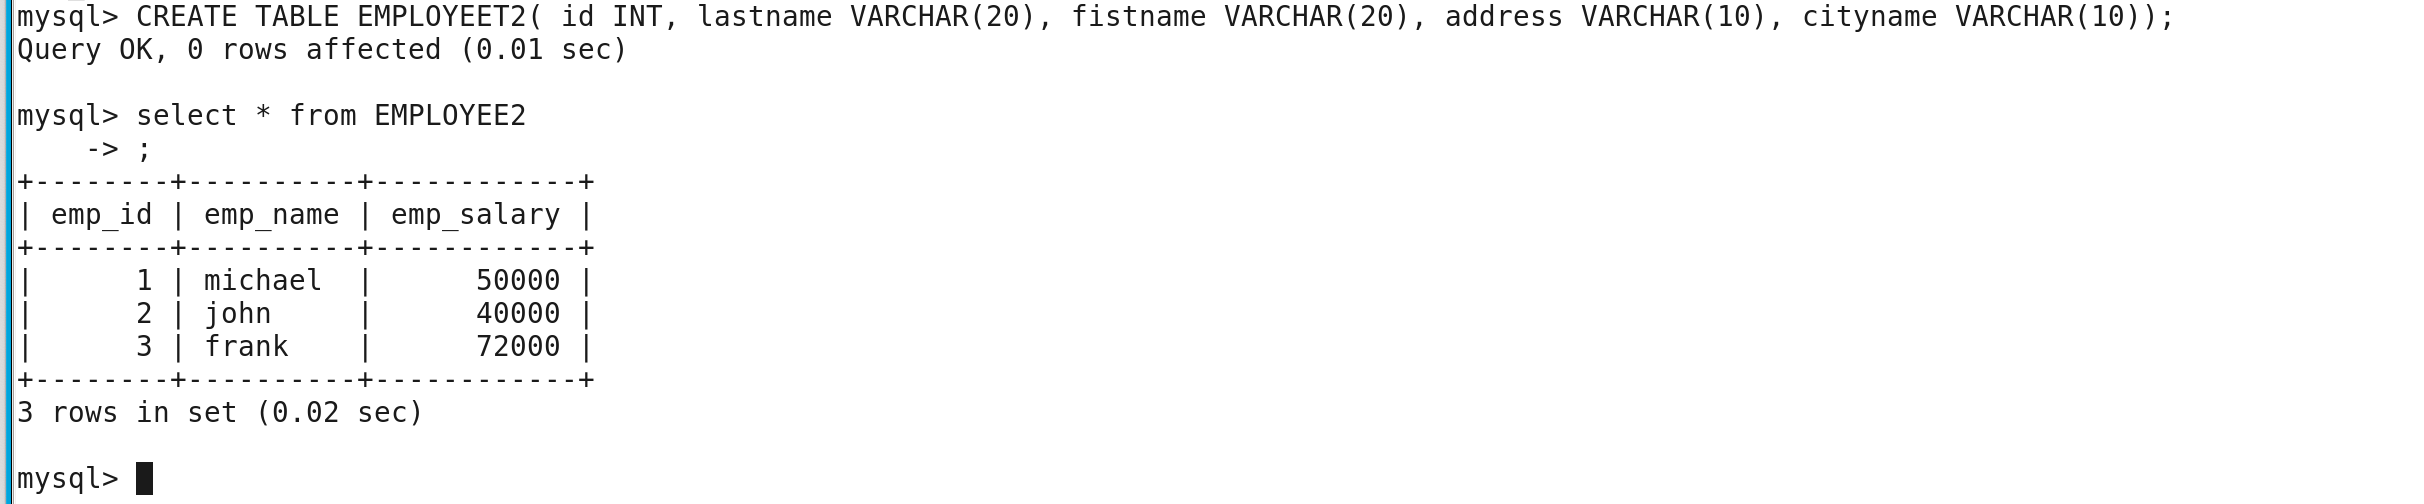 mysql> CREATE TABLE EMPLOYEET2( id INT, lastname VARCHAR(20), fistname VARCHAR(20), address VARCHAR(10), cityname VARCHAR(10));
Query OK, 0 rows affected (0.01 sec)

mysql> select * from EMPLOYEE2
    -> ;
+--------+----------+------------+
| emp_id | emp_name | emp_salary |
+--------+----------+------------+
|      1 | michael  |      50000 |
|      2 | john     |      40000 |
|      3 | frank    |      72000 |
+--------+----------+------------+
3 rows in set (0.02 sec)

mysql>